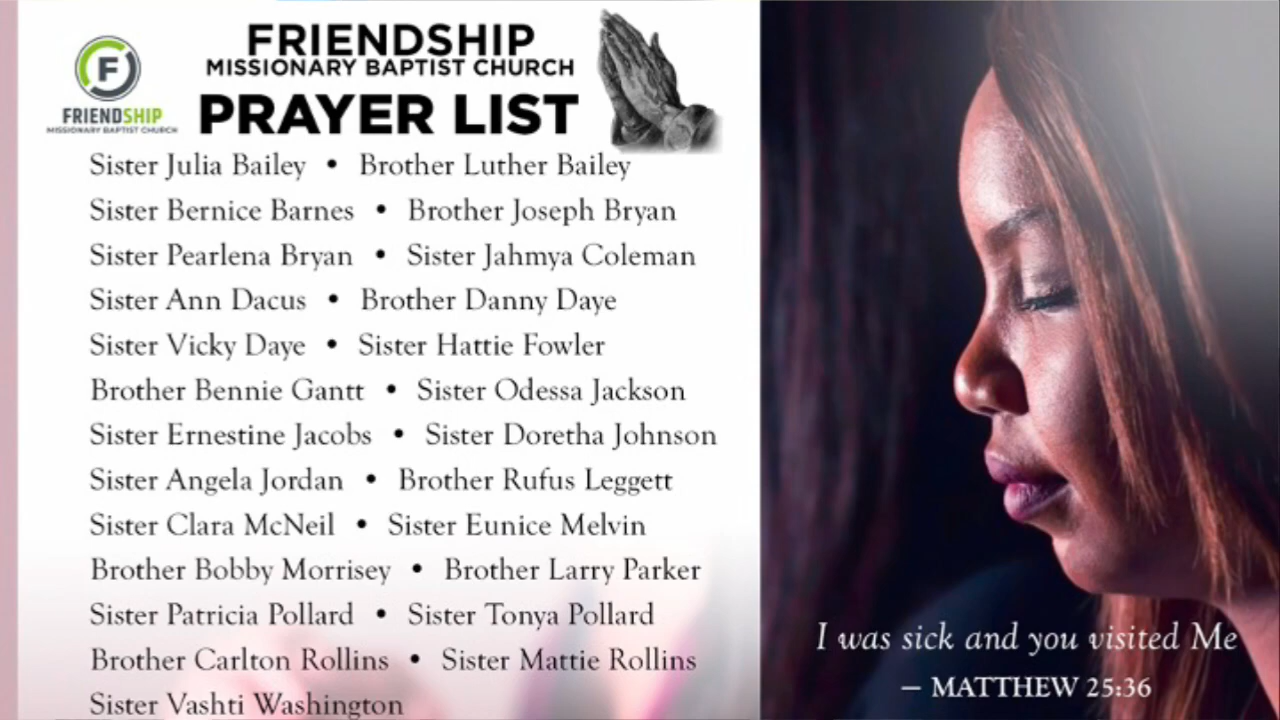 F
FRIENDSHIP
MISSIONARY BAPTIST CHURCH
FRIENDSHIP
MISSIONARY BAPTIST CHURCH
PRAYER LIST
Sister Julia Bailey • Brother Luther Bailey
Sister Bernice Barnes • Brother Joseph Bryan
Sister Pearlena Bryan • Sister Jahmya Coleman
Sister Ann Dacus • Brother Danny Daye
Sister Vicky Daye • Sister Hattie Fowler
Brother Bennie Gantt • Sister Odessa Jackson
Sister Ernestine Jacobs • Sister Doretha Johnson
Sister Angela Jordan • Brother Rufus Leggett
Sister Clara McNeil • Sister Eunice Melvin
Brother Bobby Morrisey • Brother Larry Parker
Sister Patricia Pollard • Sister Tonya Pollard
Brother Carlton Rollins • Sister Mattie Rollins
Sister Vashti Washington
I was sick and you visited Me
– MATTHEW 25:36